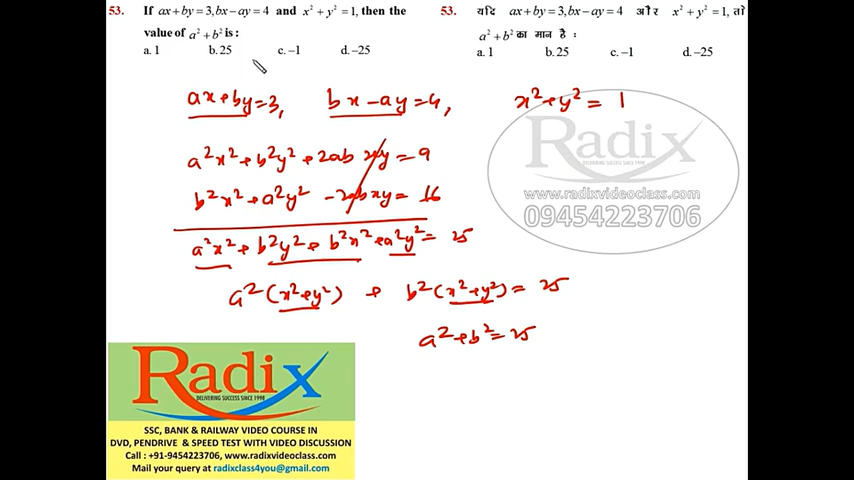 53. If ax + by = 3, bx − ay = 4 and x² + y² = 1, then the
value of a² + b² is :
a. 1 b. 25 c. −1 d. −25
53. यदि ax + by = 3, bx − ay = 4 और x² + y² = 1, तो
a² + b² का मान है :
a. 1 b. 25 c. −1 d. −25
ax + by = 3, bx − ay = 4, x² + y² = 1
a²x² + b²y² + 2ab xy = 9
b²x² + a²y² − 2abxy = 16
a²x² + b²y² + b²x² + a²y² = 25
a² (x² + y²) + b² (x² + y²) = 25
a² + b² = 25
Radix
DELIVERING SUCCESS SINCE 1998
www.radixvideoclass.com
09454223706
Radix
DELIVERING SUCCESS SINCE 1998
SSC, BANK & RAILWAY VIDEO COURSE IN
DVD, PENDRIVE & SPEED TEST WITH VIDEO DISCUSSION
Call : +91-9454223706, www.radixvideoclass.com
Mail your query at radixclass4you@gmail.com